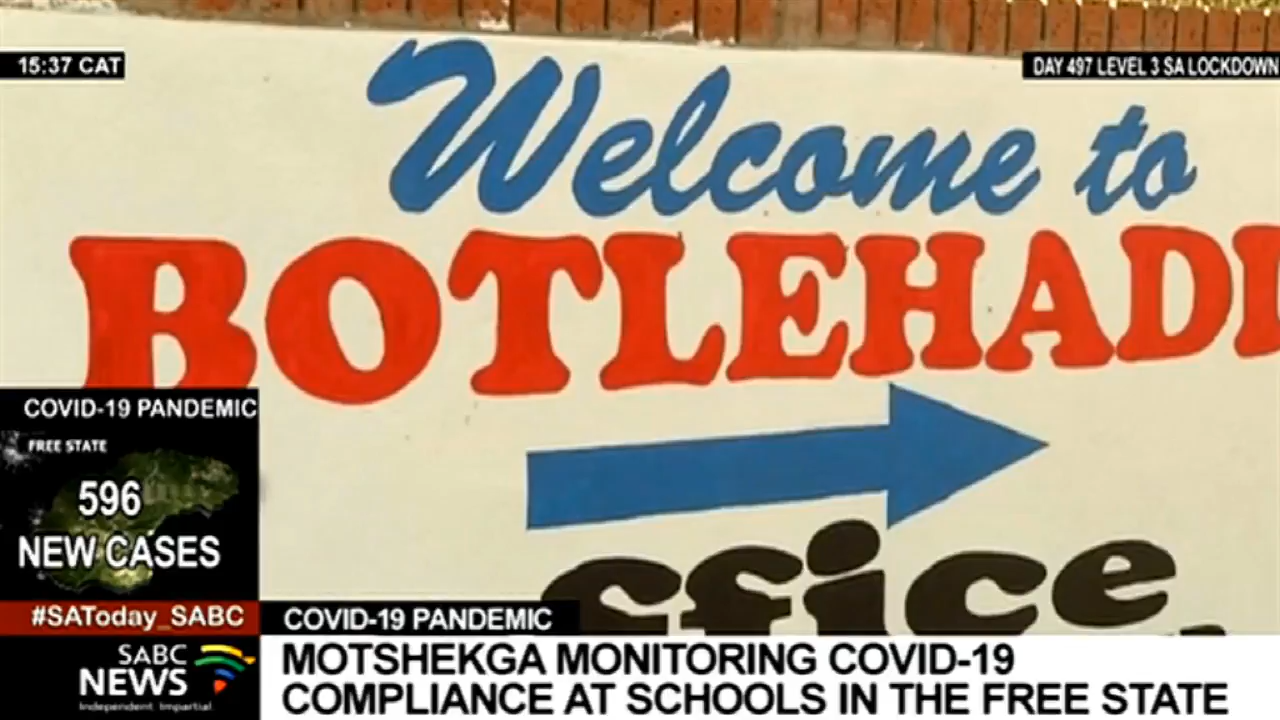 15:37 CAT
DAY 497 LEVEL 3 SA LOCKDOWN
Welcome to
BOTLEHADI
ffice.
COVID-19 PANDEMIC
FREE STATE
596
NEW CASES
#SAToday_SABC
COVID-19 PANDEMIC
SABC
NEWS
Independent. Impartial.
MOTSHEKGA MONITORING COVID-19
COMPLIANCE AT SCHOOLS IN THE FREE STATE